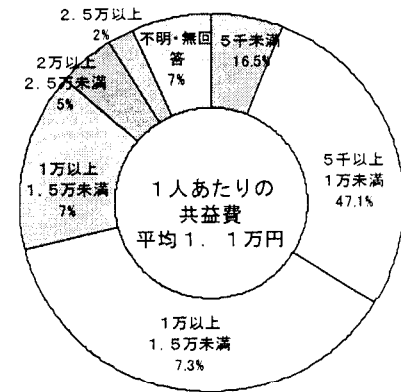 2.5万以上
2%
不明・無回
答
7%
5千未満
16.5%
2万以上
2.5万未満
5%
5千以上
1万未満
47.1%
1万以上
1.5万未満
7%
1人あたりの
共益費
平均1.1万円
1万以上
1.5万未満
7.3%